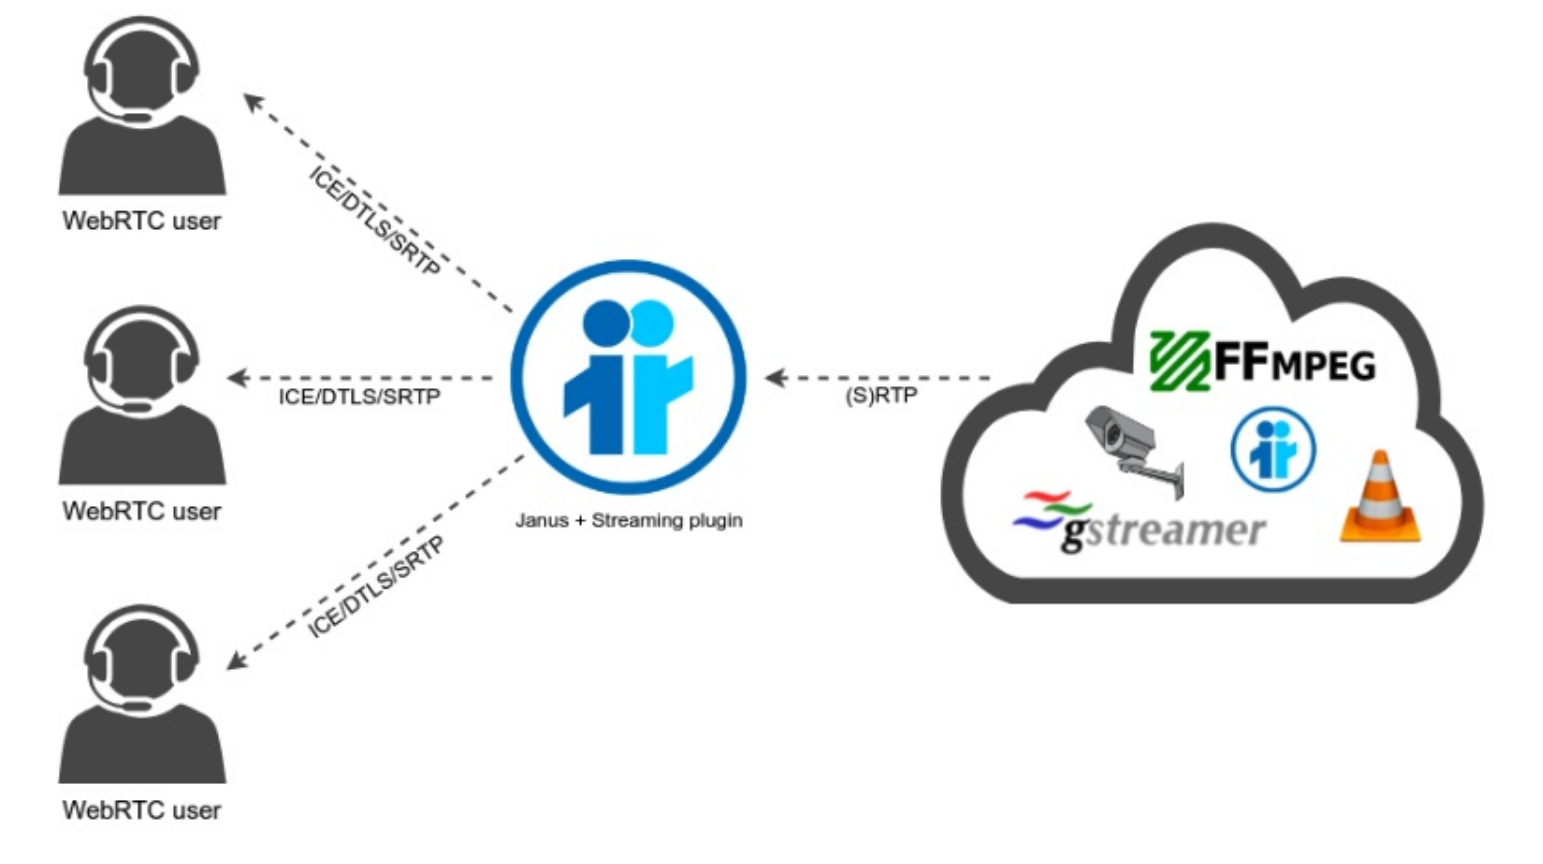 WebRTC user
ICE/DTLS/SRTP
WebRTC user
ICE/DTLS/SRTP
WebRTC user
ICE/DTLS/SRTP
Janus + Streaming plugin
(S)RTP
FFMPEG
gstreamer